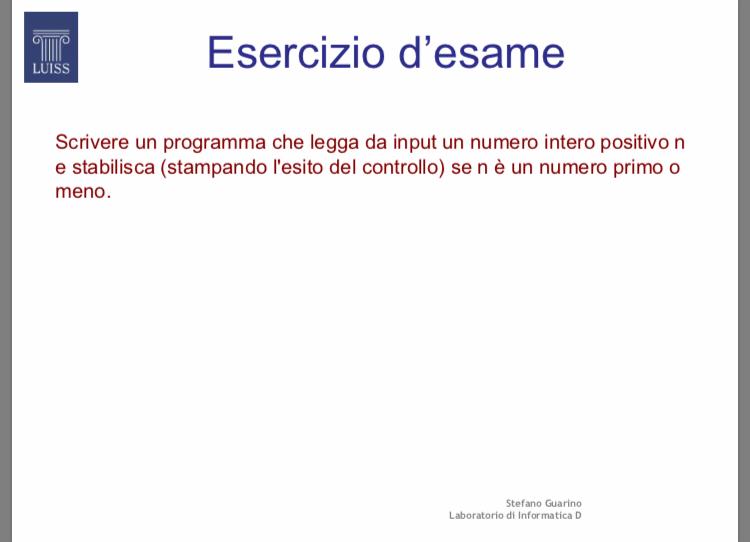 LUISS
Esercizio d’esame
Scrivere un programma che legga da input un numero intero positivo n
e stabilisca (stampando l'esito del controllo) se n è un numero primo o
meno.
Stefano Guarino
Laboratorio di Informatica D